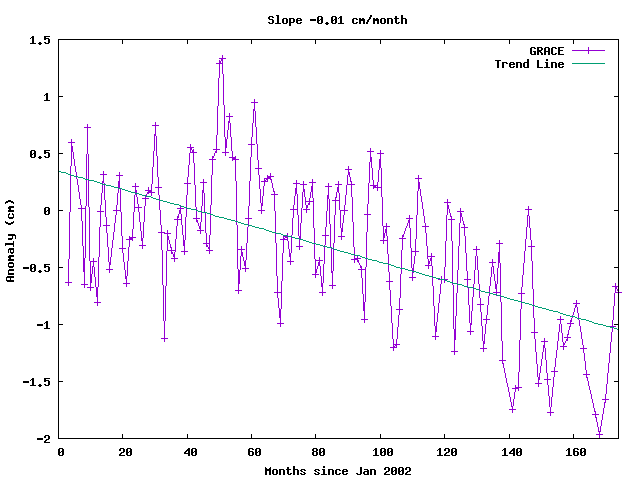 Slope -0.01 cm/month
GRACE
Trend Line
1.5
1
0.5
0
-0.5
-1
-1.5
-2
Anomaly (cm)
0 20 40 60 80 100 120 140 160
Months since Jan 2002